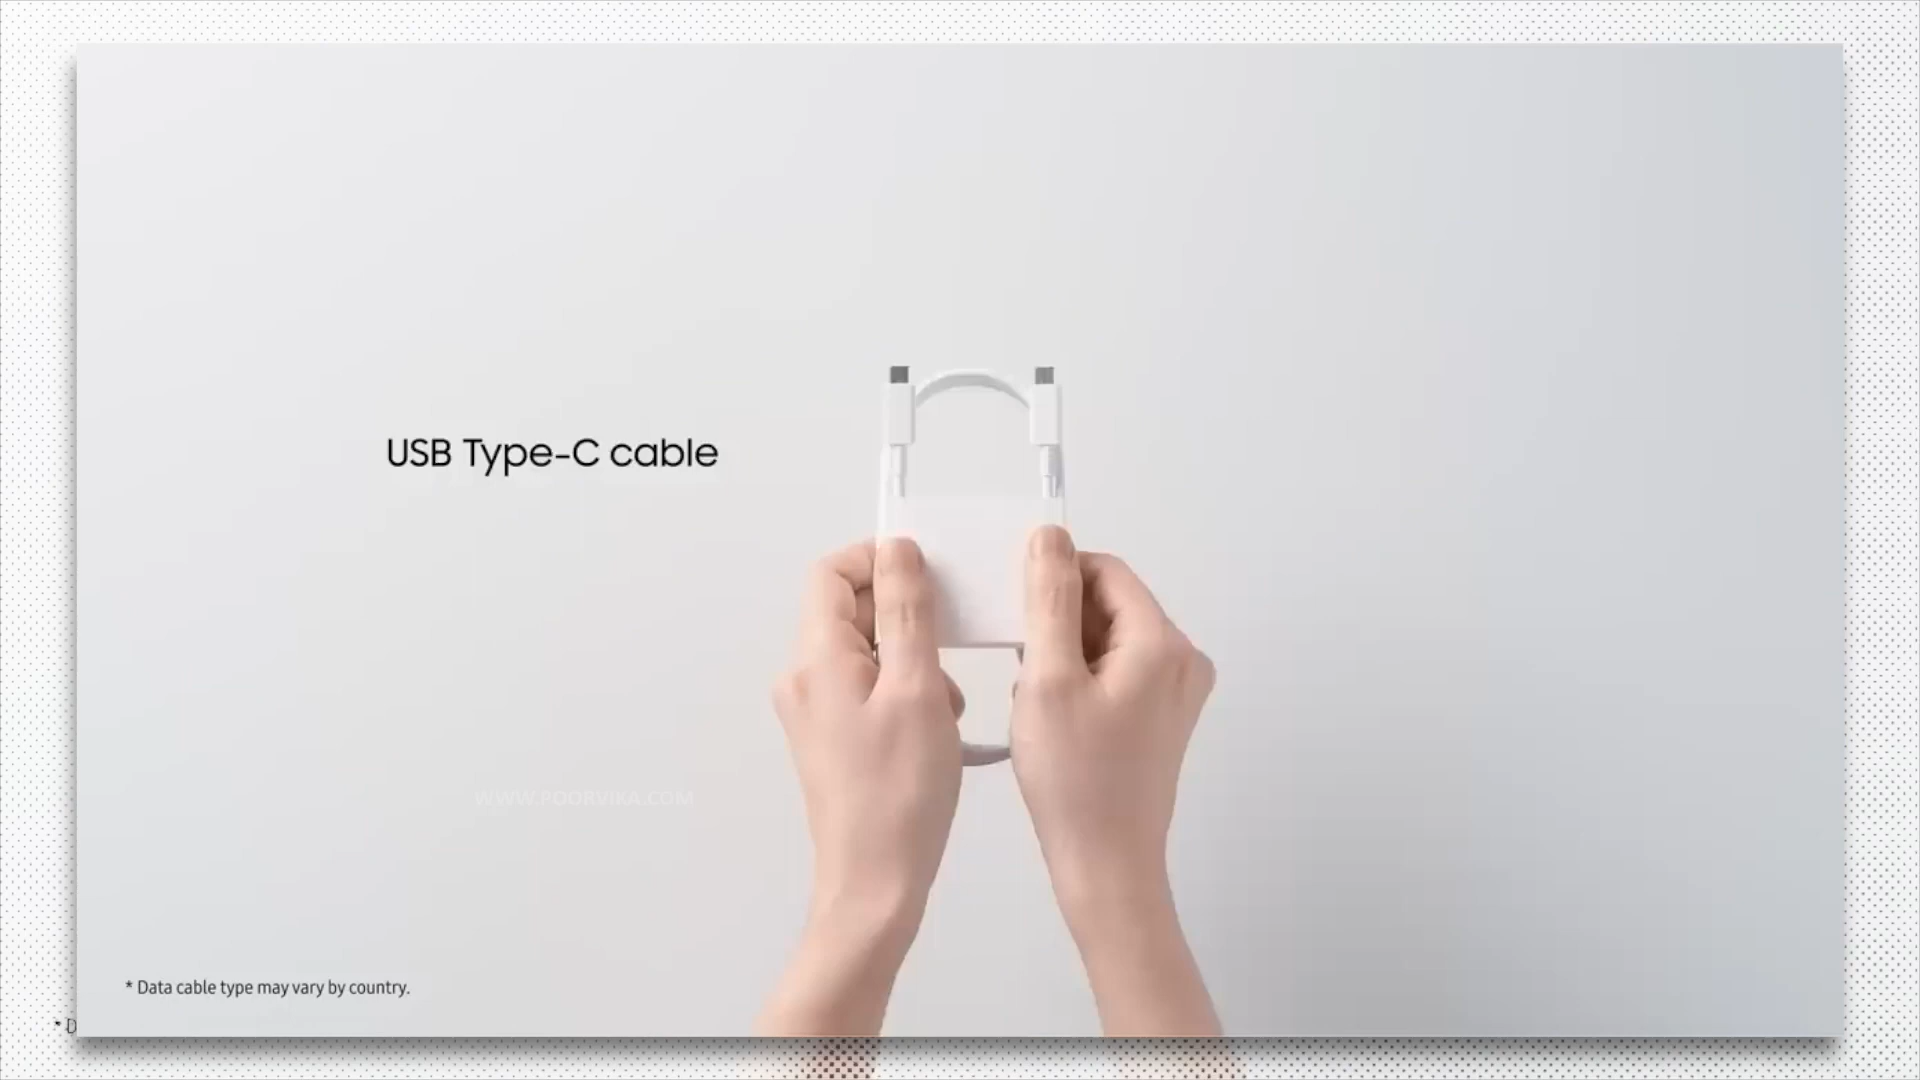 USB Type-C cable
WWW.POORVIKA.COM
* Data cable type may vary by country.
* D